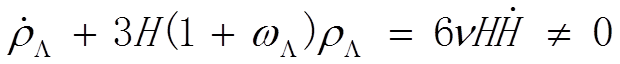 ρ̇_Λ + 3H(1 + ω_Λ)ρ_Λ = 6νHḢ ≠ 0